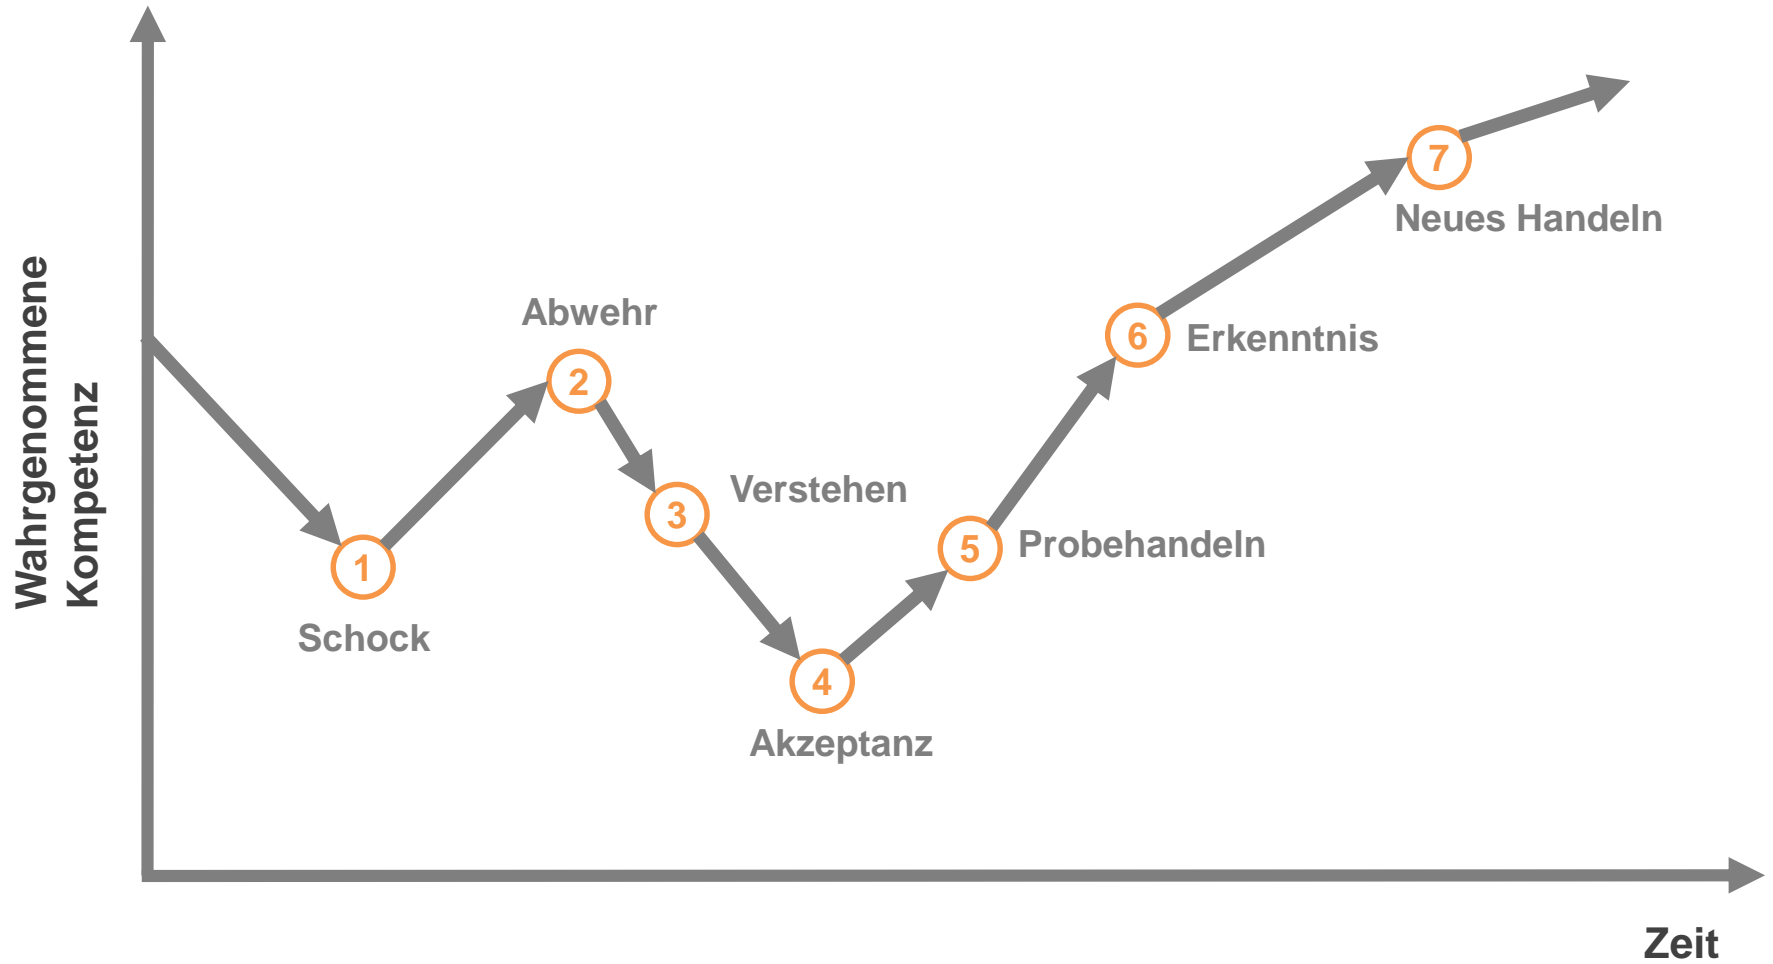 Wahrgenommene
Kompetenz
1
Schock
2
Abwehr
3
Verstehen
4
Akzeptanz
5
Probehandeln
6
Erkenntnis
7
Neues Handeln
Zeit